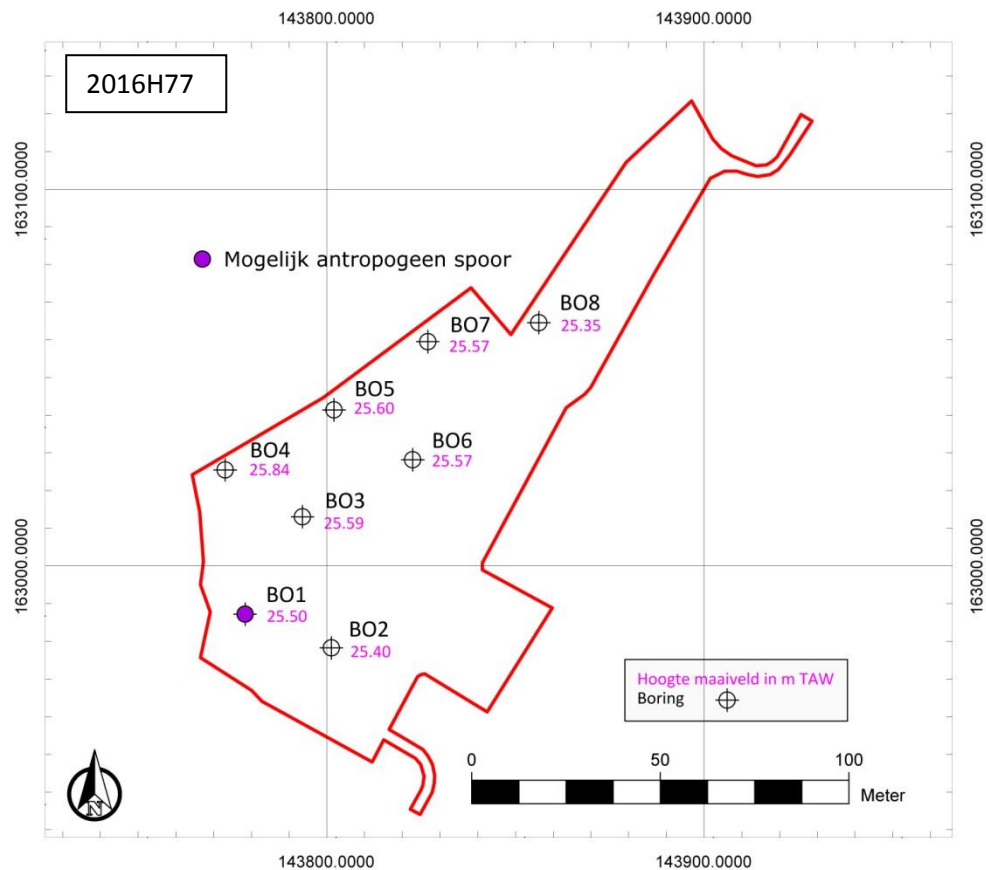 143800.0000 143900.0000
2016H77
163100.0000 163100.0000
Mogelijk antropogeen spoor
BO8
25.35
BO7
25.57
BO5
25.60
BO6
25.57
BO4
25.84
BO3
25.59
163000.0000 163000.0000
BO1
25.50
BO2
25.40
Hoogte maaiveld in m TAW
Boring
0 50 100
Meter
N
143800.0000 143900.0000